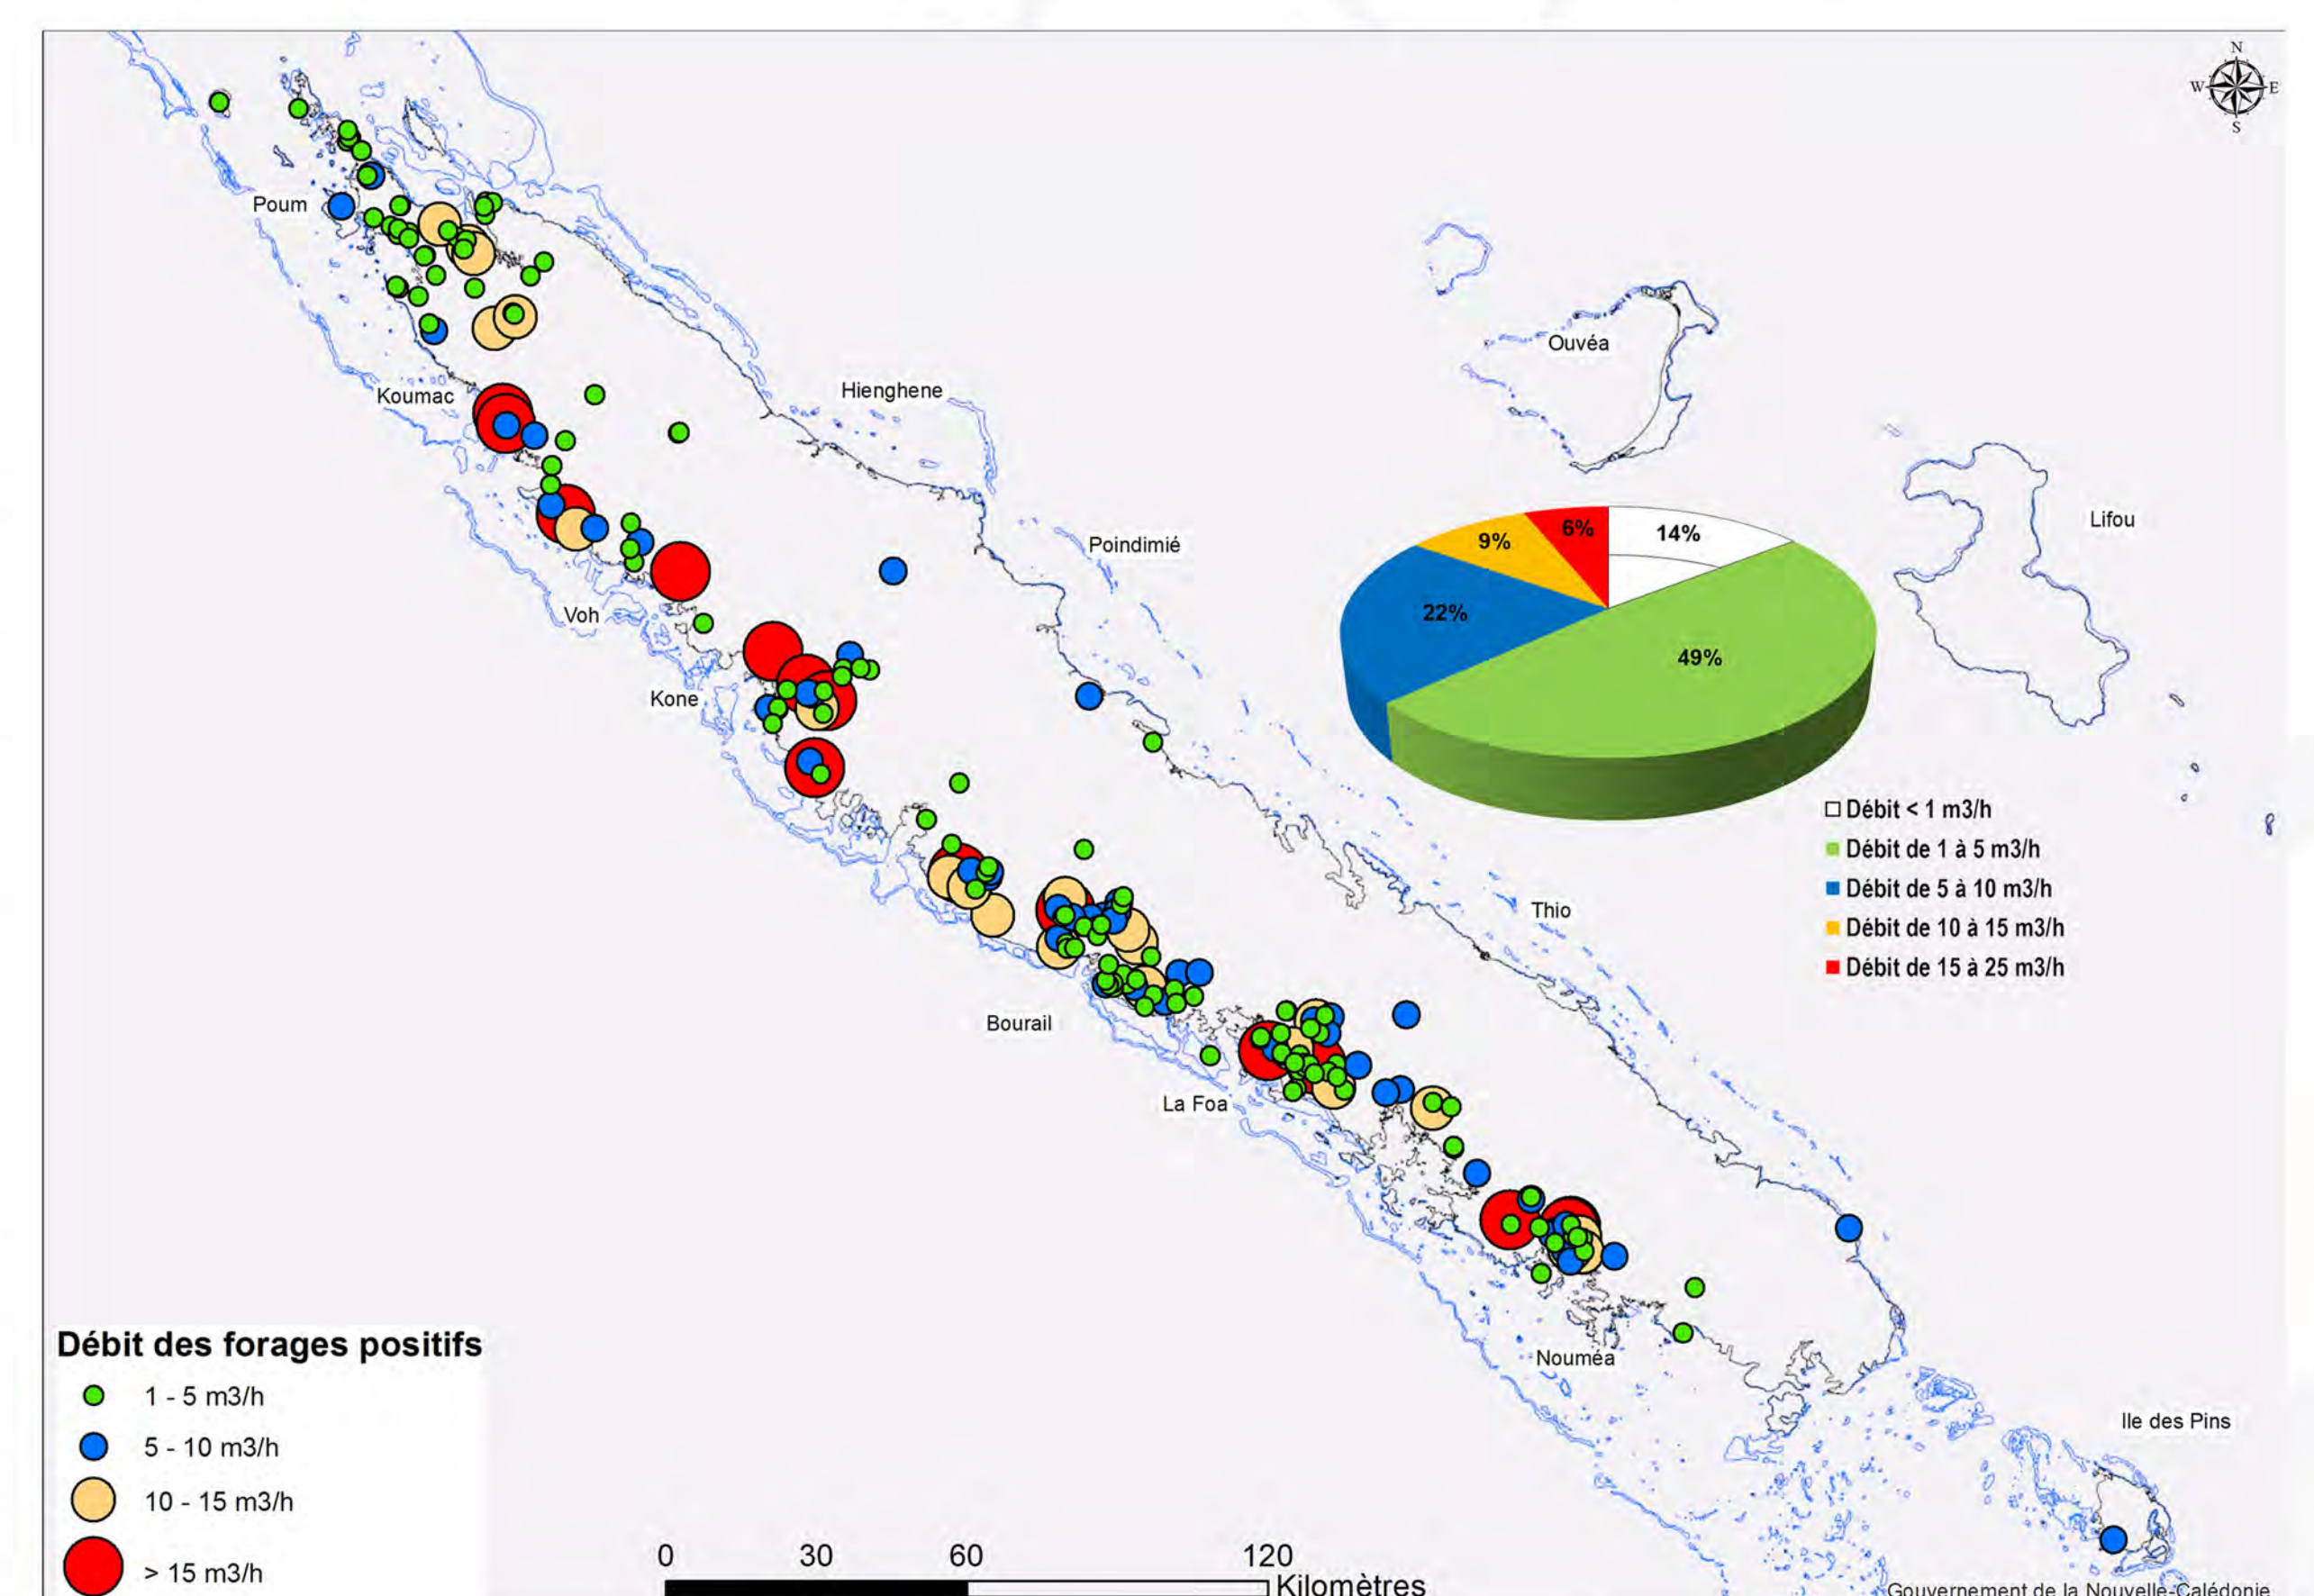 N
W E
S
Poum
Ouvéa
Koumac
Hienghene
Lifou
Poindimié
6%
14%
9%
22%
49%
Voh
Kone
Débit < 1 m3/h
Débit de 1 à 5 m3/h
Débit de 5 à 10 m3/h
Débit de 10 à 15 m3/h
Débit de 15 à 25 m3/h
Thio
Bourail
La Foa
Nouméa
Ile des Pins
Débit des forages positifs
1 - 5 m3/h
5 - 10 m3/h
10 - 15 m3/h
> 15 m3/h
0 30 60 120
Kilomètres
Gouvernement de la Nouvelle-Calédonie